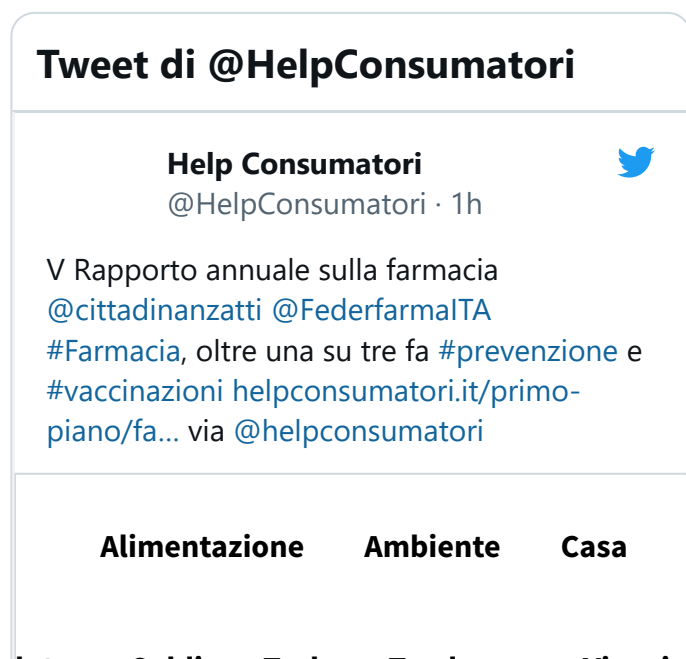 Tweet di @HelpConsumatori
Help Consumatori
@HelpConsumatori · 1h
V Rapporto annuale sulla farmacia
@cittadinanzatti @FederfarmaITA
#Farmacia, oltre una su tre fa #prevenzione e
#vaccinazioni helpconsumatori.it/primo-
piano/fa... via @helpconsumatori
Alimentazione Ambiente Casa